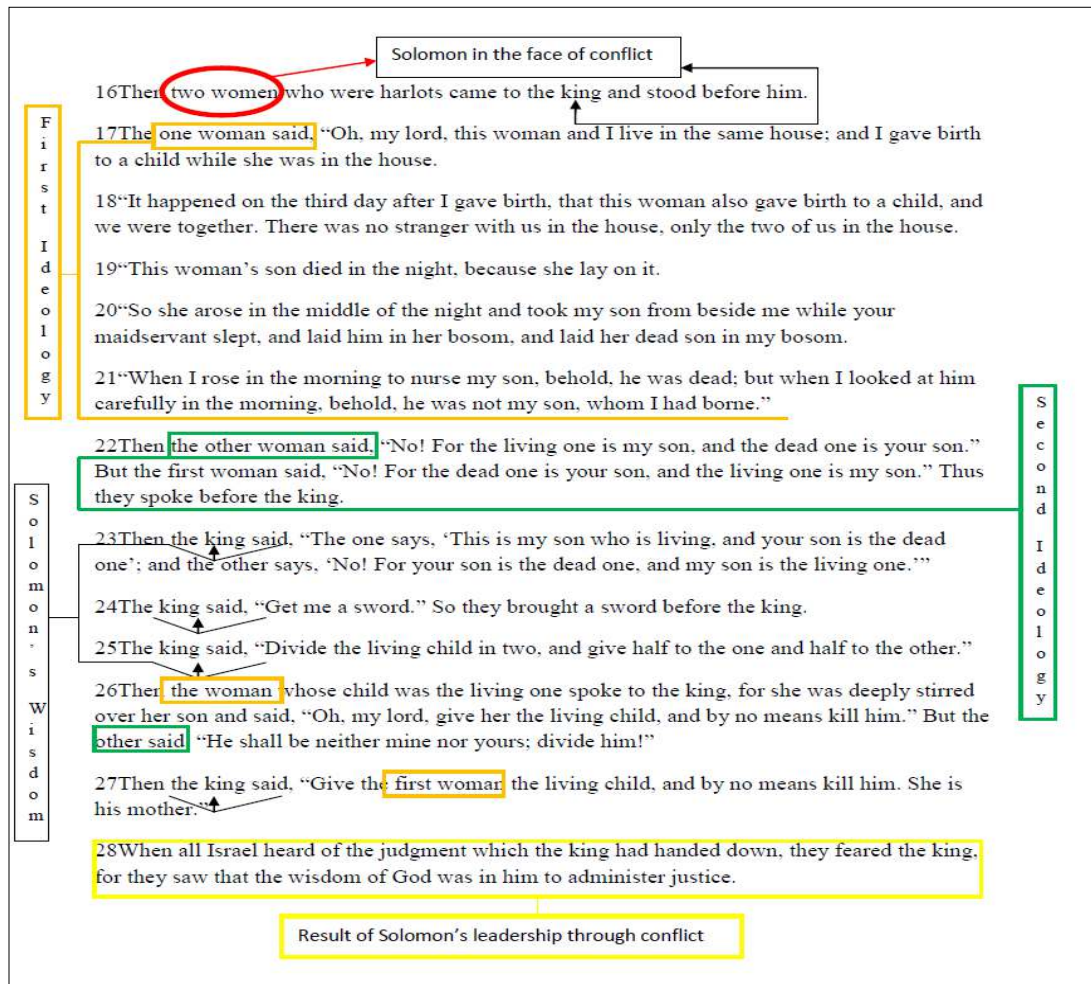 Solomon in the face of conflict
16Then two women who were harlots came to the king and stood before him.
First Ideology
17The one woman said, “Oh, my lord, this woman and I live in the same house; and I gave birth
to a child while she was in the house.
18“It happened on the third day after I gave birth, that this woman also gave birth to a child, and
we were together. There was no stranger with us in the house, only the two of us in the house.
19“This woman’s son died in the night, because she lay on it.
20“So she arose in the middle of the night and took my son from beside me while your
maidservant slept, and laid him in her bosom, and laid her dead son in my bosom.
21“When I rose in the morning to nurse my son, behold, he was dead; but when I looked at him
carefully in the morning, behold, he was not my son, whom I had borne.”
Second Ideology
22Then the other woman said, “No! For the living one is my son, and the dead one is your son.”
But the first woman said, “No! For the dead one is your son, and the living one is my son.” Thus
they spoke before the king.
Solomon’s Wisdom
23Then the king said, “The one says, ‘This is my son who is living, and your son is the dead
one’; and the other says, ‘No! For your son is the dead one, and my son is the living one.’”
24The king said, “Get me a sword.” So they brought a sword before the king.
25The king said, “Divide the living child in two, and give half to the one and half to the other.”
26Then the woman whose child was the living one spoke to the king, for she was deeply stirred
over her son and said, “Oh, my lord, give her the living child, and by no means kill him.” But the
other said “He shall be neither mine nor yours; divide him!”
27Then the king said, “Give the first woman the living child, and by no means kill him. She is
his mother.”
28When all Israel heard of the judgment which the king had handed down, they feared the king,
for they saw that the wisdom of God was in him to administer justice.
Result of Solomon’s leadership through conflict